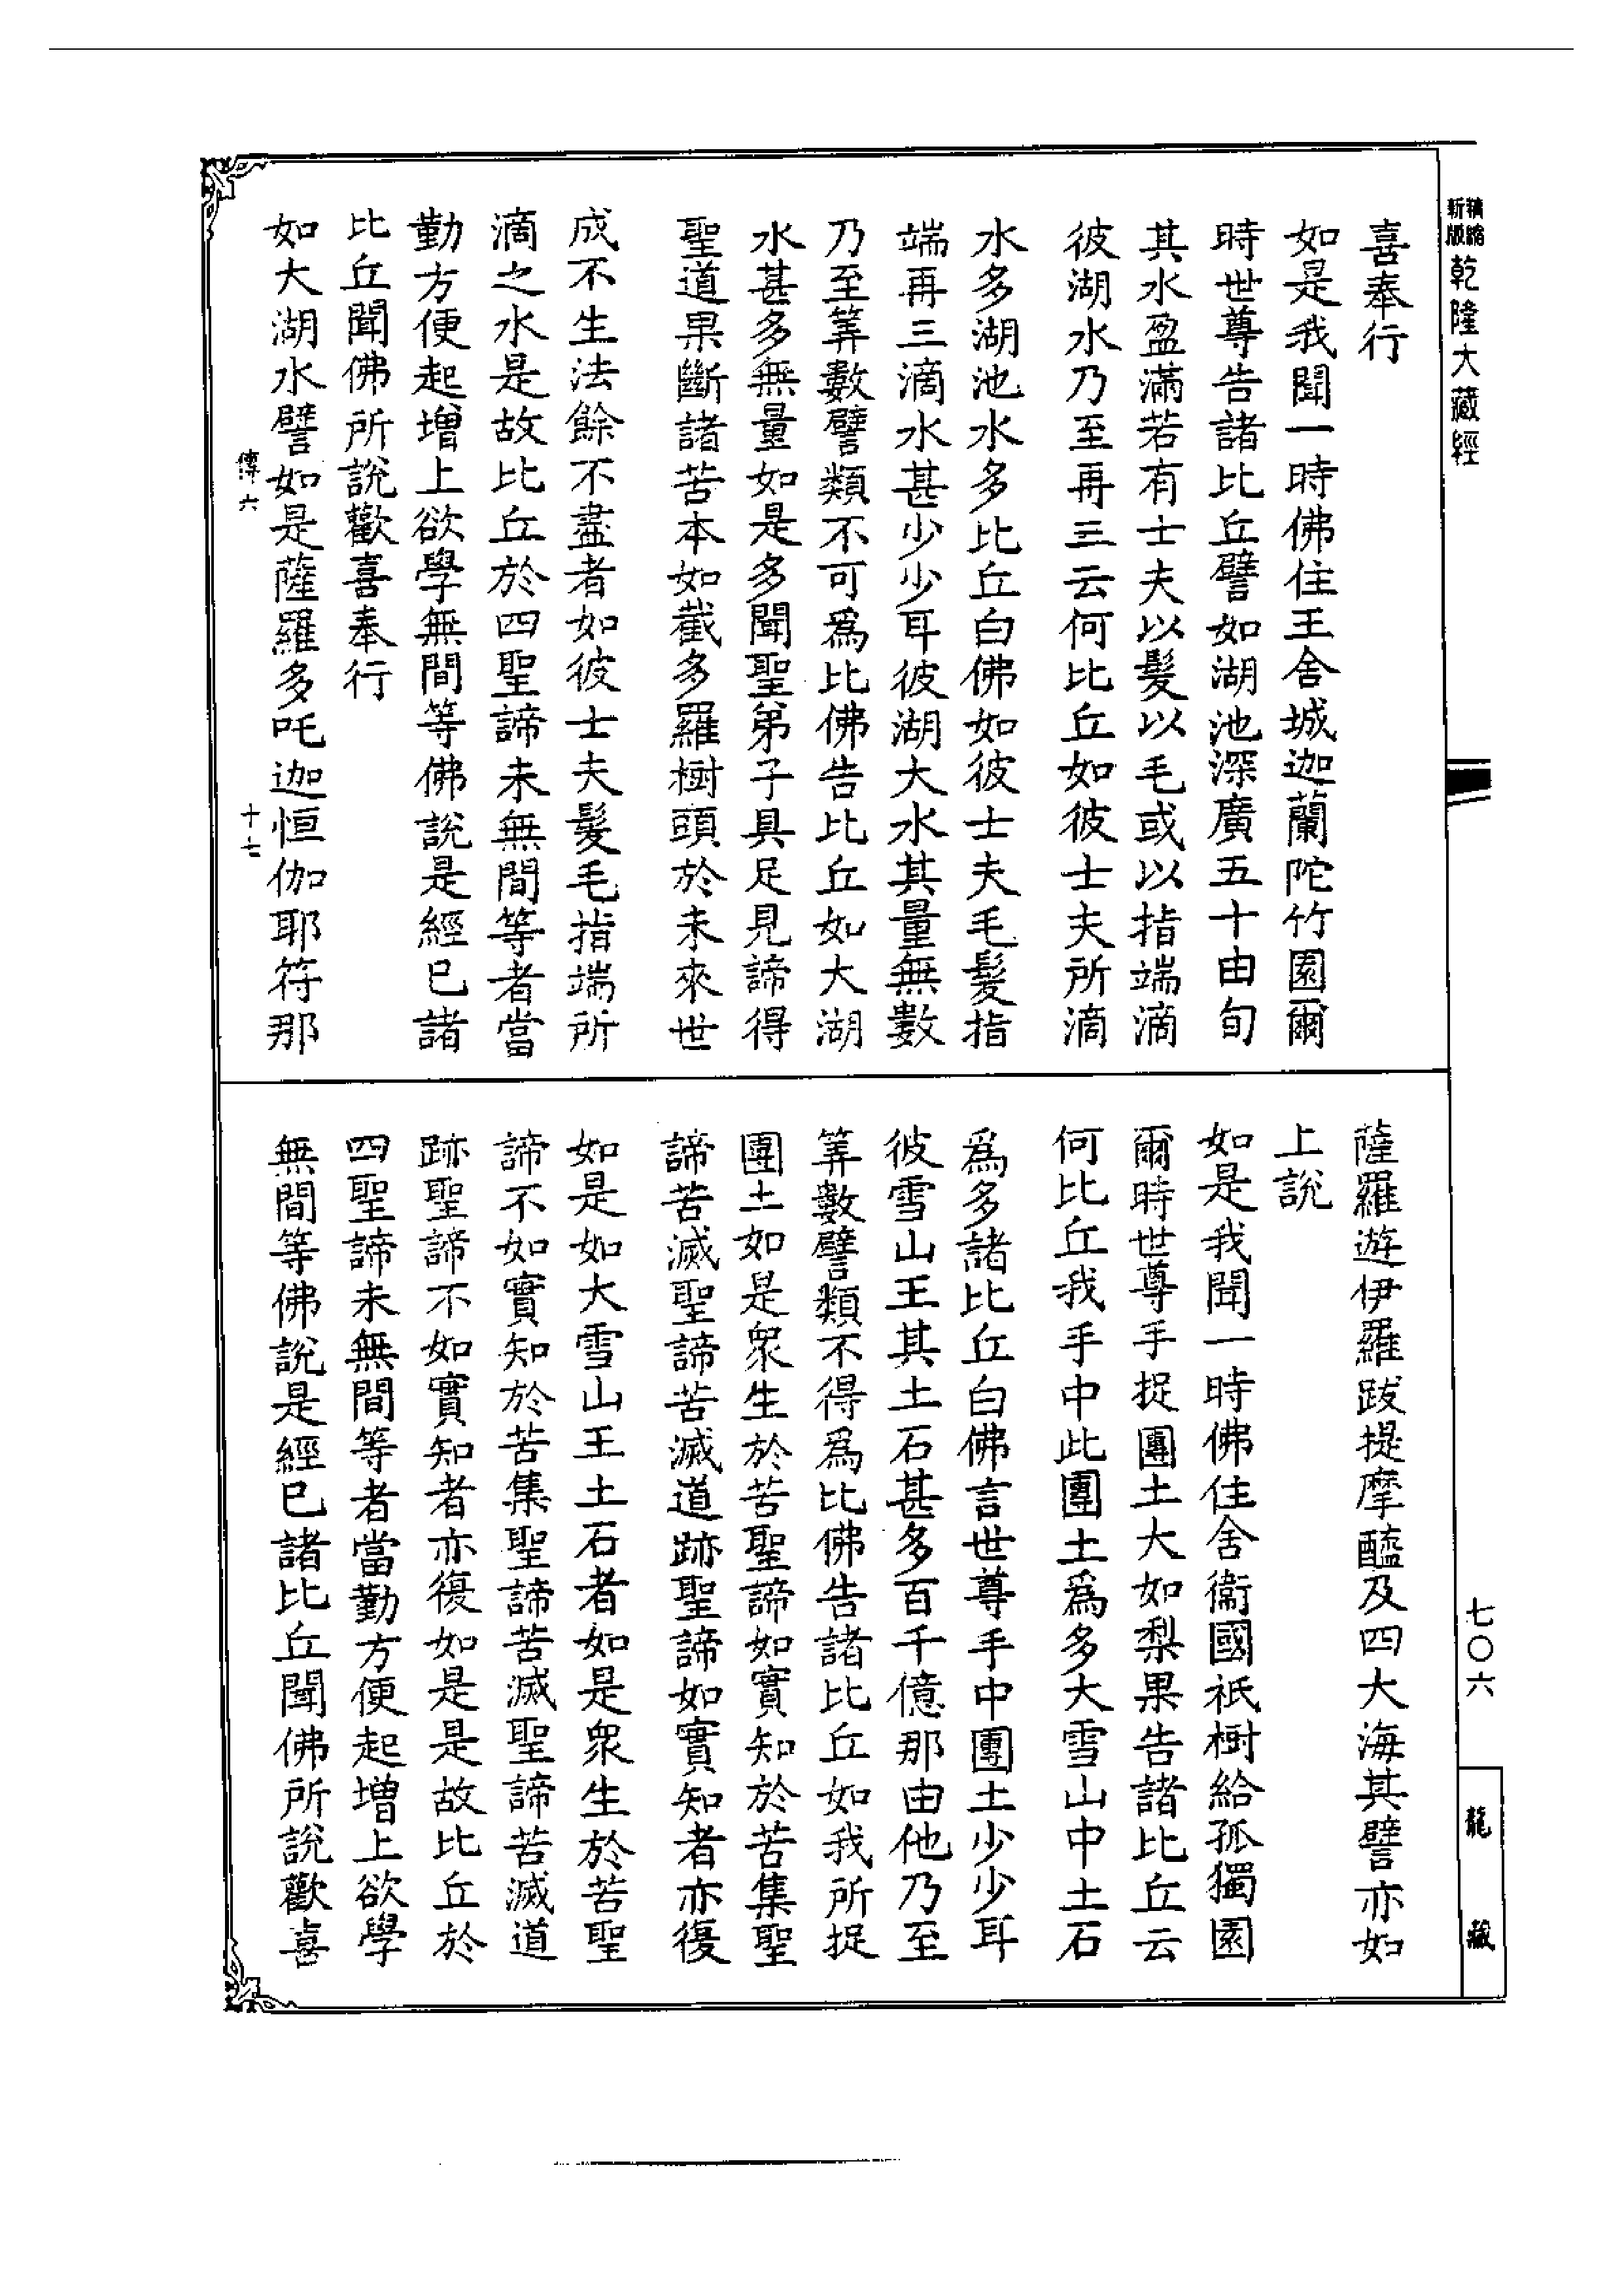 新版精縮乾隆大藏經
喜奉行
如是我聞一時佛住王舍城迦蘭陀竹園爾
時世尊告諸比丘譬如湖池深廣五十由旬
其水盈滿若有士夫以髮以毛或以指端滴
彼湖水乃至再三云何比丘如彼士夫所滴
水多湖池水多比丘白佛如彼士夫毛髮指
端再三滴水甚少少耳彼湖大水其量無數
乃至筭數譬類不可爲比佛告比丘如大湖
水甚多無量如是多聞聖弟子具足見諦得
聖道果斷諸苦本如截多羅樹頭於未來世
成不生法餘不盡者如彼士夫髮毛指端所
滴之水是故比丘於四聖諦未無間等者當
勤方便起增上欲學無間等佛說是經已諸
比丘聞佛所說歡喜奉行
如大湖水譬如是薩羅多吒迦恒伽耶符那
傳六 十七
薩羅遊伊羅跋提摩醯及四大海其譬亦如
上說
如是我聞一時佛住舍衞國祇樹給孤獨園
爾時世尊手捉團土大如梨果告諸比丘云
何比丘我手中此團土爲多大雪山中土石
爲多諸比丘白佛言世尊手中團土少少耳
彼雪山王其土石甚多百千億那由他乃至
筭數譬類不得爲比佛告諸比丘如我所捉
團土如是衆生於苦聖諦如實知於苦集聖
諦苦滅聖諦苦滅道跡聖諦如實知者亦復
如是如大雪山王土石者如是衆生於苦聖
諦不如實知於苦集聖諦苦滅聖諦苦滅道
跡聖諦不如實知者亦復如是是故比丘於
四聖諦未無間等者當勤方便起增上欲學
無間等佛說是經已諸比丘聞佛所說歡喜
七〇六
龍藏